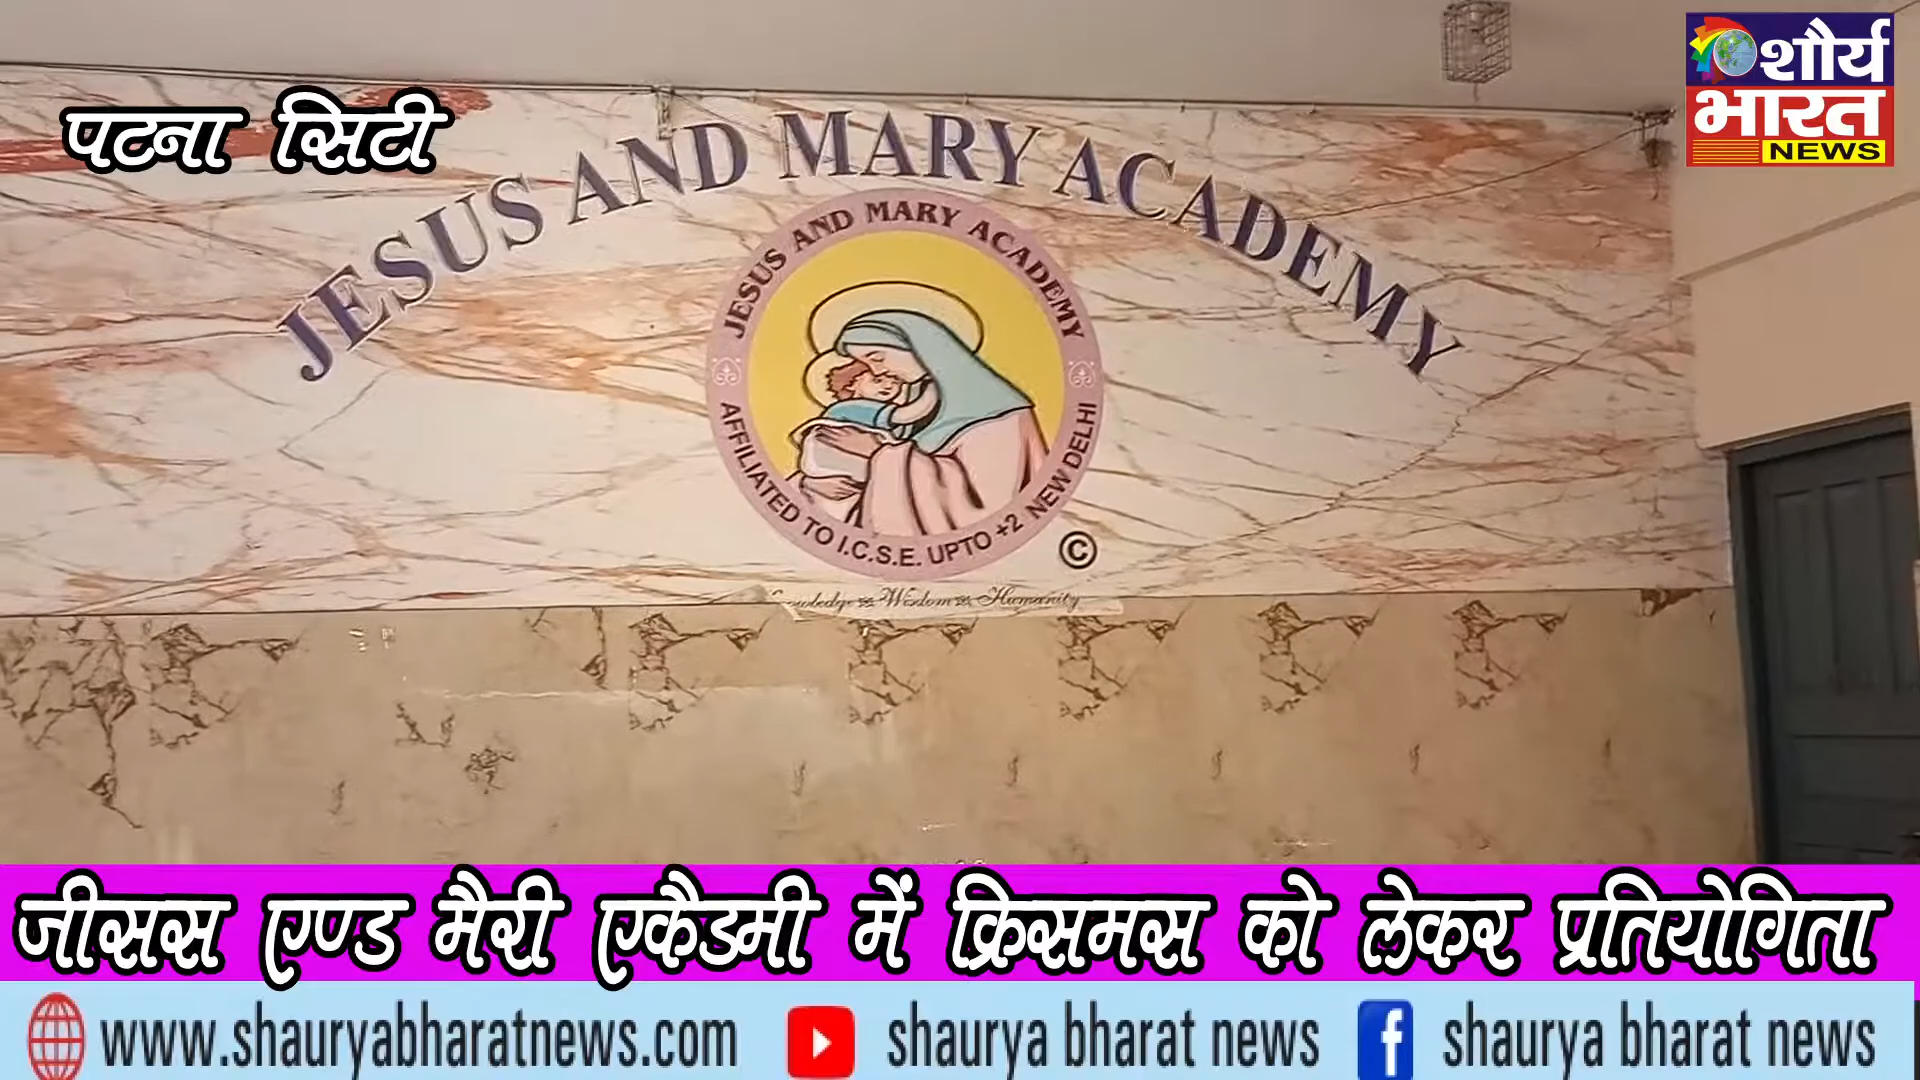 पटना सिटी
शौर्य
भारत
NEWS
JESUS AND MARY ACADEMY
JESUS AND MARY ACADEMY
AFFILIATED TO I.C.S.E. UPTO +2 NEW DELHI
©
Wisdom Humanity
जीसस एण्ड मैरी एकैडमी में क्रिसमस को लेकर प्रतियोगिता
www.shauryabharatnews.com shaurya bharat news shaurya bharat news